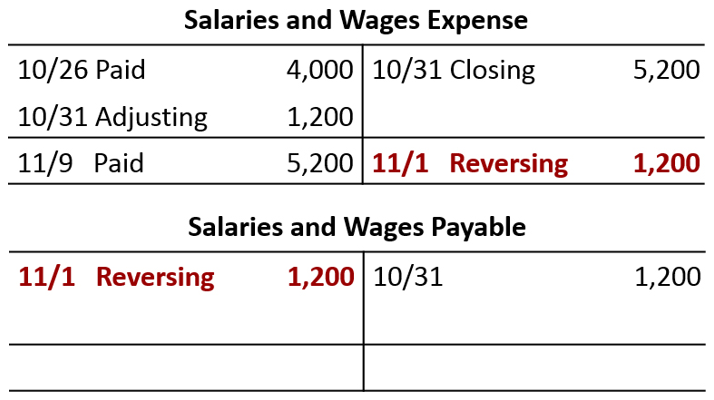 Salaries and Wages Expense
10/26 Paid 4,000 10/31 Closing 5,200
10/31 Adjusting 1,200
11/9 Paid 5,200 11/1 Reversing 1,200
Salaries and Wages Payable
11/1 Reversing 1,200 10/31 1,200